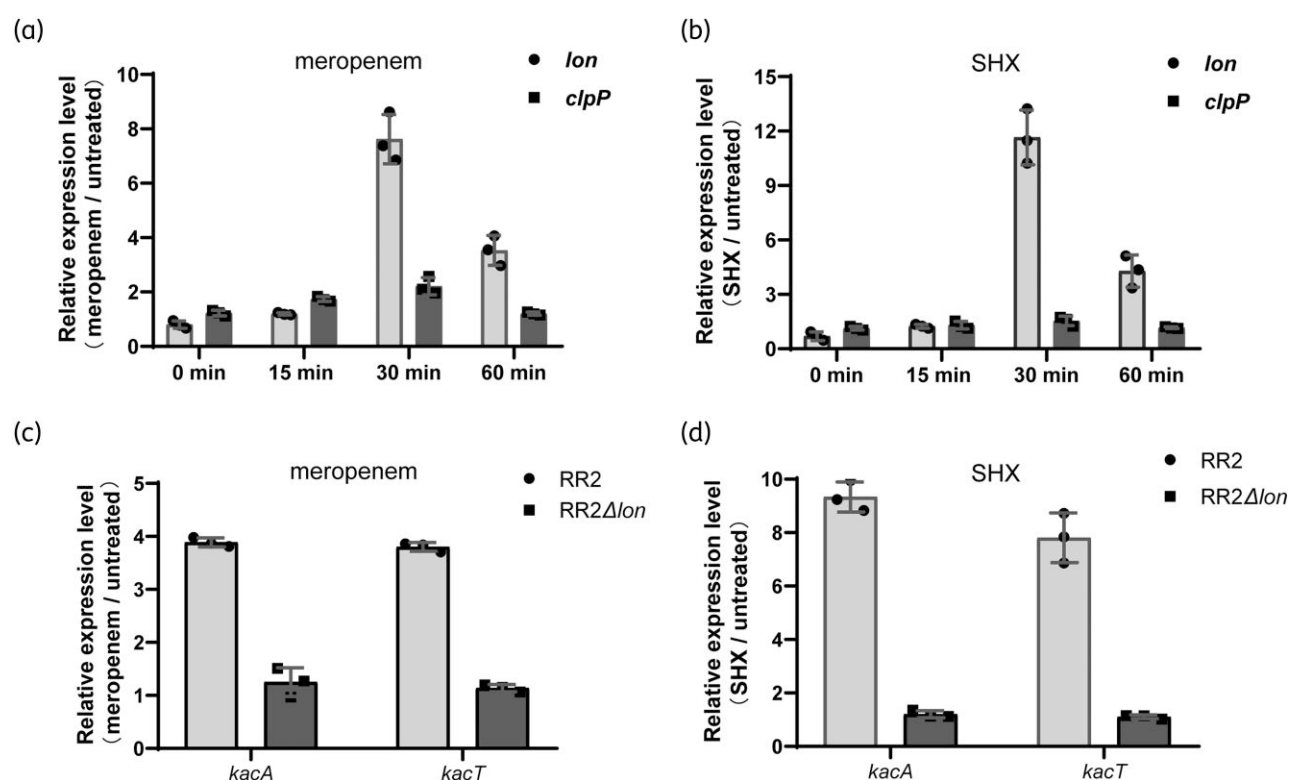 (a)
meropenem
lon
clpP
Relative expression level
(meropenem / untreated)
10
8
6
4
2
0
0 min 15 min 30 min 60 min
(b)
SHX
lon
clpP
Relative expression level
(SHX / untreated)
15
12
9
6
3
0
0 min 15 min 30 min 60 min
(c)
meropenem
RR2
RR2Δlon
Relative expression level
(meropenem / untreated)
5
4
3
2
1
0
kacA kacT
(d)
SHX
RR2
RR2Δlon
Relative expression level
(SHX / untreated)
10
8
6
4
2
0
kacA kacT